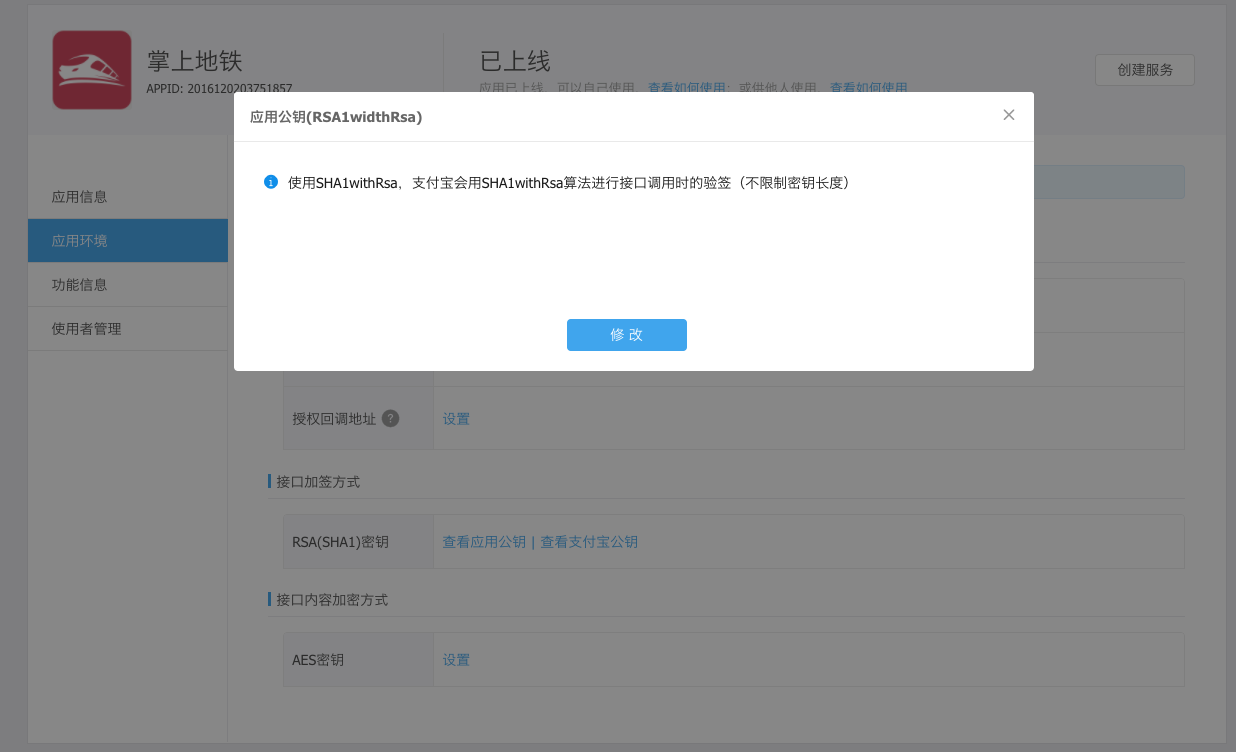 掌上地铁
APPID: 2016120203751857
已上线
应用已上线，可以自己使用，查看如何使用；或供他人使用，查看如何使用
创建服务
应用公钥(RSA1widthRsa)
使用SHA1withRsa，支付宝会用SHA1withRsa算法进行接口调用时的验签（不限制密钥长度）
修 改
应用信息
应用环境
功能信息
使用者管理
授权回调地址 ? 设置
接口加签方式
RSA(SHA1)密钥 查看应用公钥 | 查看支付宝公钥
接口内容加密方式
AES密钥 设置